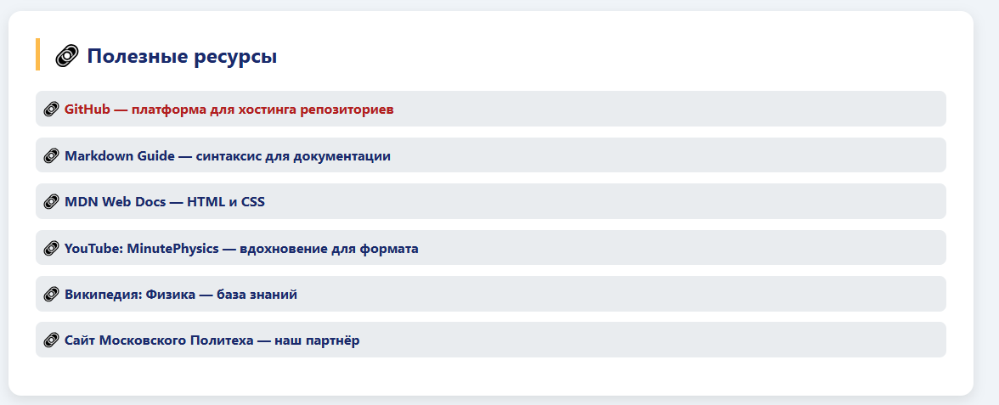 Полезные ресурсы
GitHub — платформа для хостинга репозиториев
Markdown Guide — синтаксис для документации
MDN Web Docs — HTML и CSS
YouTube: MinutePhysics — вдохновение для формата
Википедия: Физика — база знаний
Сайт Московского Политеха — наш партнёр